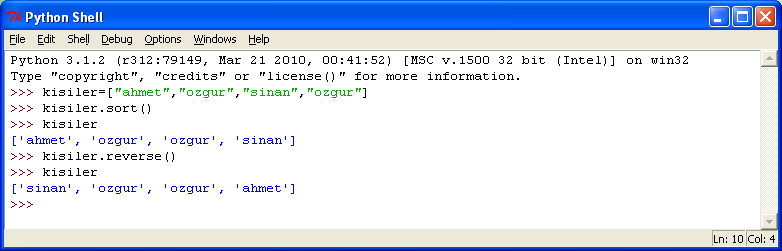 Python Shell
File Edit Shell Debug Options Windows Help
Python 3.1.2 (r312:79149, Mar 21 2010, 00:41:52) [MSC v.1500 32 bit (Intel)] on win32
Type "copyright", "credits" or "license()" for more information.
>>> kisiler=["ahmet","ozgur","sinan","ozgur"]
>>> kisiler.sort()
>>> kisiler
['ahmet', 'ozgur', 'ozgur', 'sinan']
>>> kisiler.reverse()
>>> kisiler
['sinan', 'ozgur', 'ozgur', 'ahmet']
>>>
Ln: 10 Col: 4